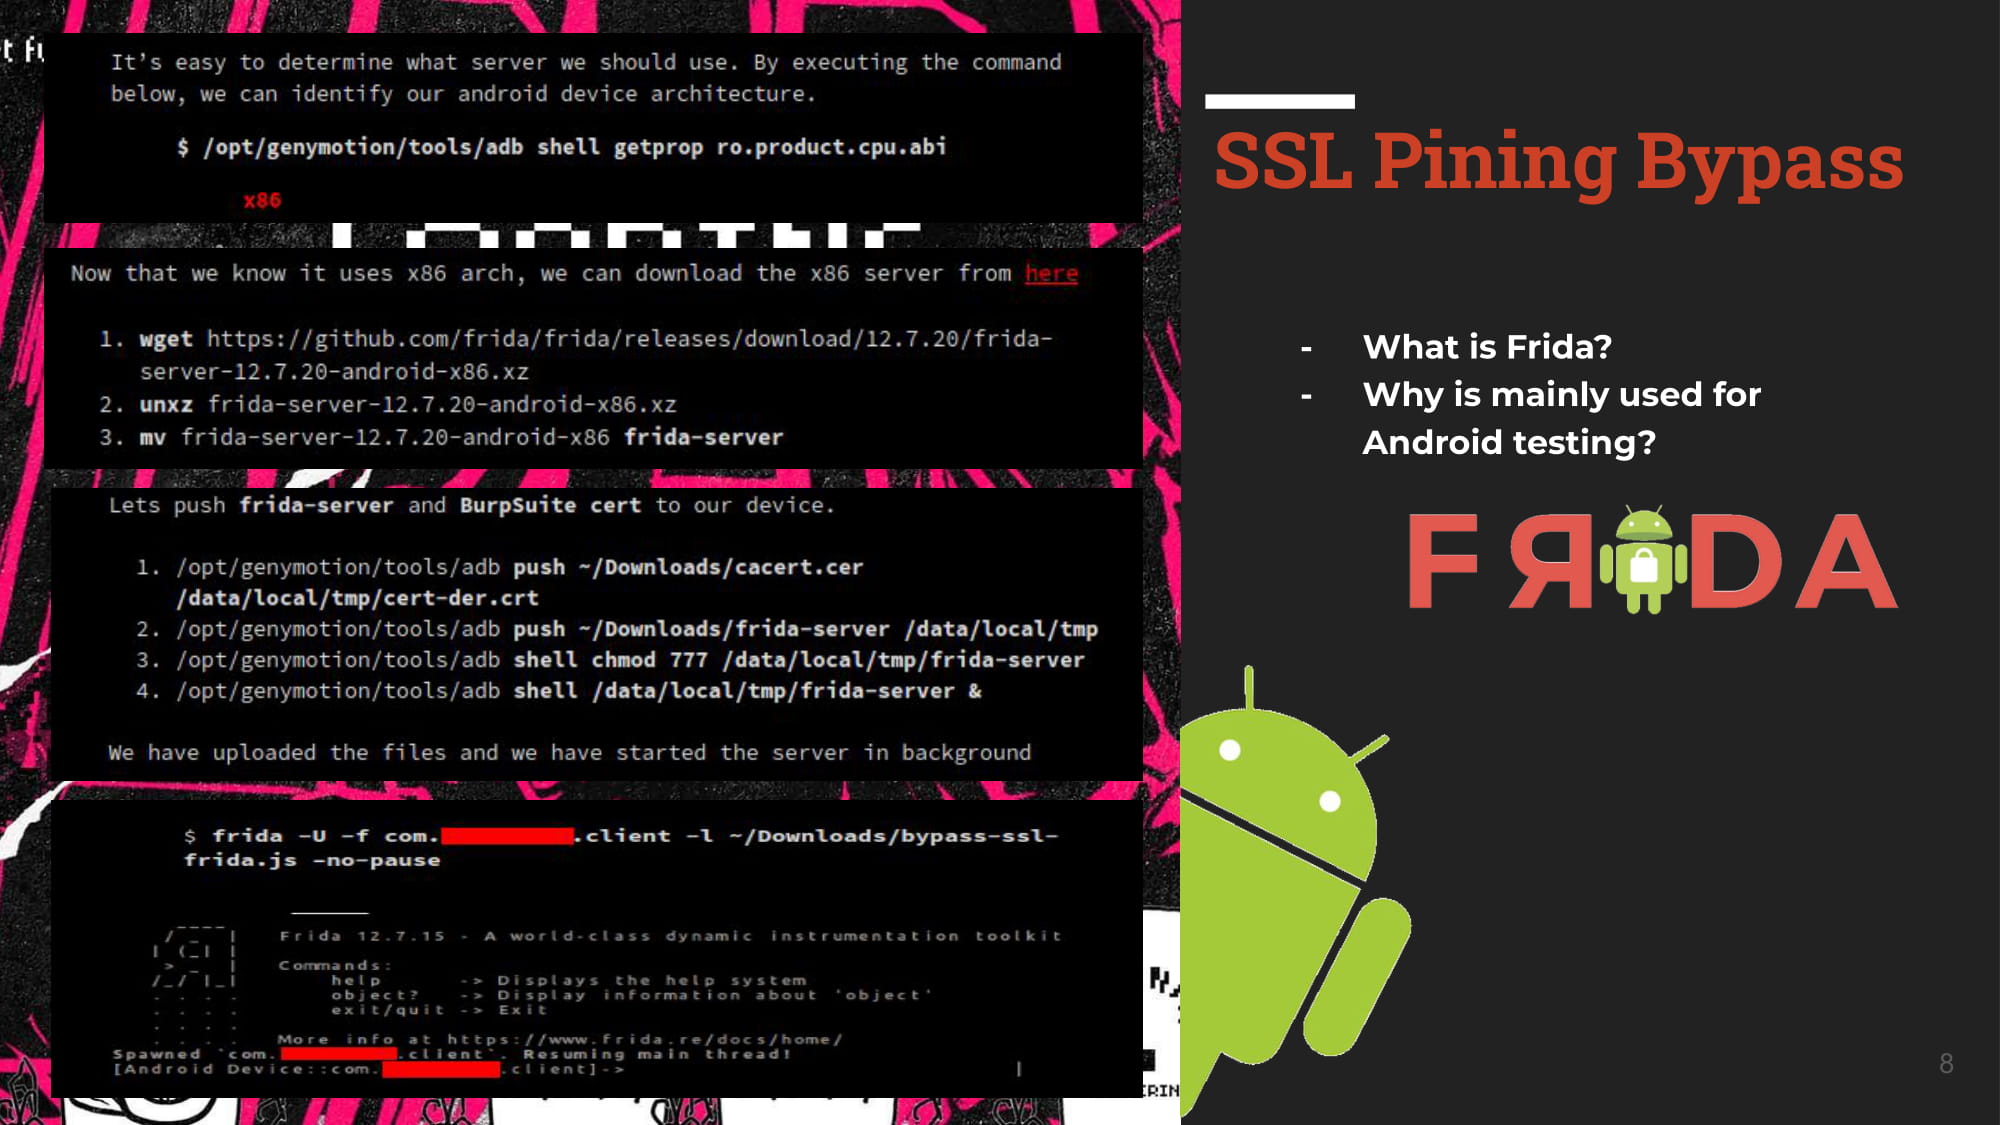 It’s easy to determine what server we should use. By executing the command
below, we can identify our android device architecture.
$ /opt/genymotion/tools/adb shell getprop ro.product.cpu.abi
x86
Now that we know it uses x86 arch, we can download the x86 server from here
1. wget https://github.com/frida/frida/releases/download/12.7.20/frida-
server-12.7.20-android-x86.xz
2. unxz frida-server-12.7.20-android-x86.xz
3. mv frida-server-12.7.20-android-x86 frida-server
Lets push frida-server and BurpSuite cert to our device.
1. /opt/genymotion/tools/adb push ~/Downloads/cacert.cer
/data/local/tmp/cert-der.crt
2. /opt/genymotion/tools/adb push ~/Downloads/frida-server /data/local/tmp
3. /opt/genymotion/tools/adb shell chmod 777 /data/local/tmp/frida-server
4. /opt/genymotion/tools/adb shell /data/local/tmp/frida-server &
We have uploaded the files and we have started the server in background
$ frida -U -f com. .client -l ~/Downloads/bypass-ssl-
frida.js -no-pause
Frida 12.7.15 - A world-class dynamic instrumentation toolkit
Commands:
help -> Displays the help system
object? -> Display information about 'object'
exit/quit -> Exit
More info at https://www.frida.re/docs/home/
Spawned `com. .client`. Resuming main thread!
[Android Device::com. .client]->
SSL Pining Bypass
- What is Frida?
- Why is mainly used for
Android testing?
FRIDA
8